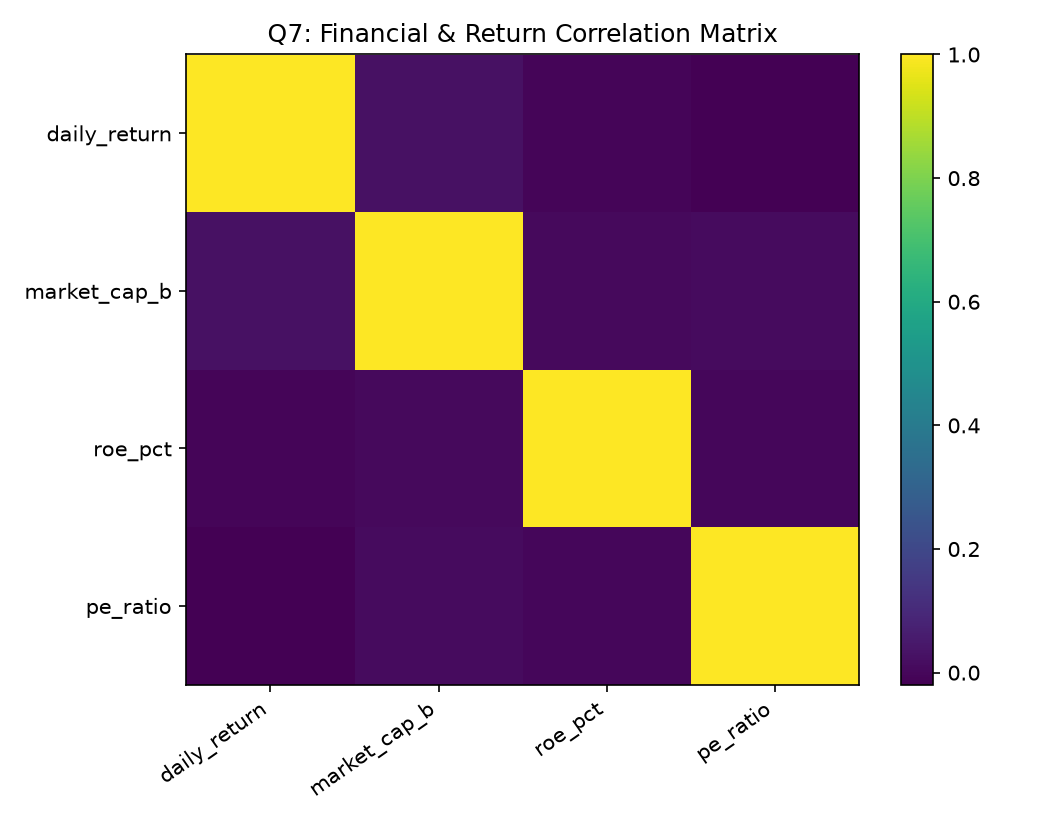 Q7: Financial & Return Correlation Matrix
daily_return
market_cap_b
roe_pct
pe_ratio
daily_return
market_cap_b
roe_pct
pe_ratio
1.0
0.8
0.6
0.4
0.2
0.0